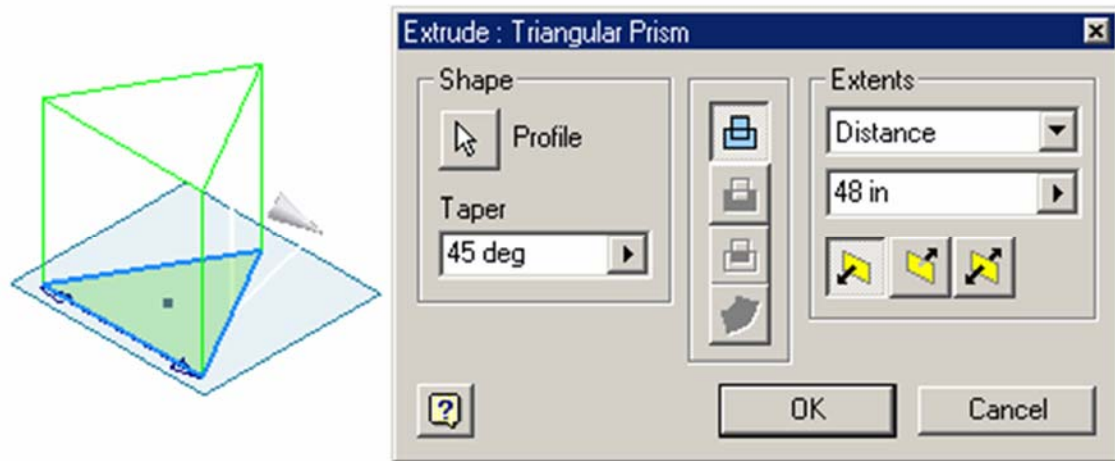 Extrude : Triangular Prism
Shape
Profile
Taper
45 deg
Extents
Distance
48 in
?
OK
Cancel